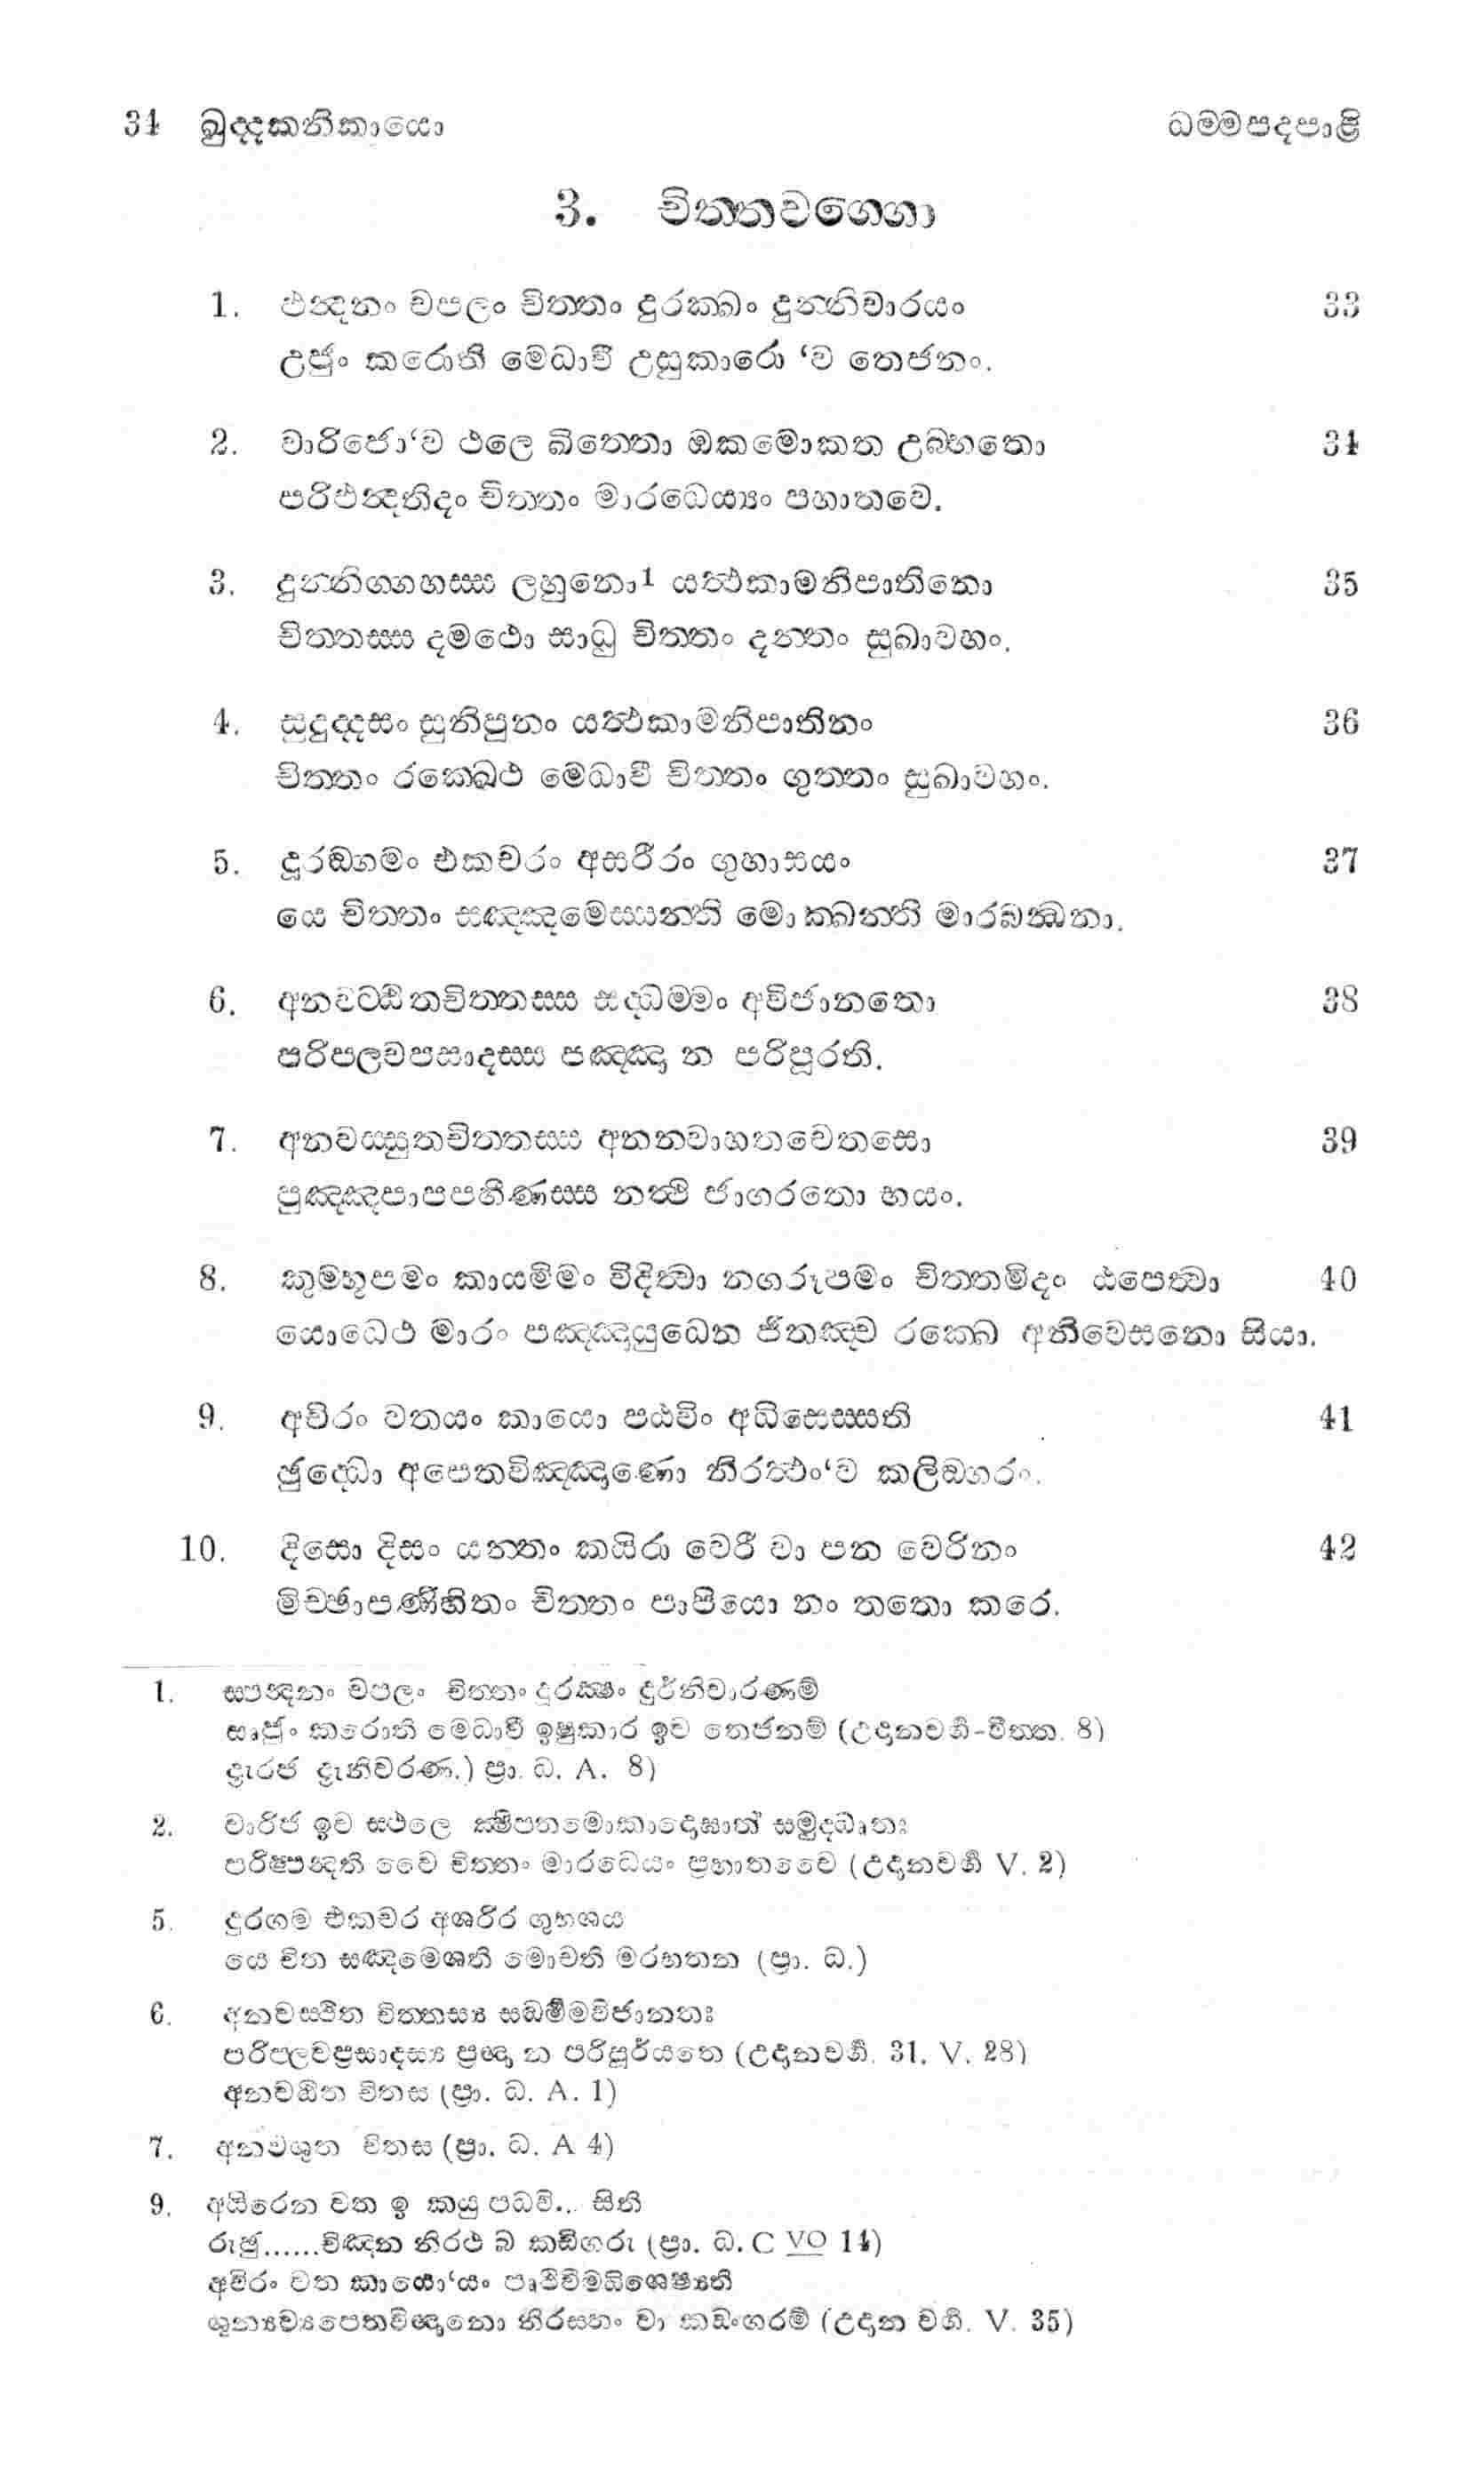 34 ඛුද්දකනිකායො ධම්මපදපාළි
3. චිත්තවග්ගො
1. ඵන්දනං චපලං චිත්තං දුරක්ඛං දුන්නිවාරයං 33
උජුං කරොති මෙධාවී උසුකාරො ‘ව තෙජනං.
2. වාරිජො‘ව ථලෙ ඛිත්තො ඔකමොකත උබ්භතො 34
පරිඵන්දතිදං චිත්තං මාරධෙය්‍යං පහාතවෙ.
3. දුන්නිග්ගහස්ස ලහුනො1 යත්ථකාමනිපාතිනො 35
චිත්තස්ස දමථො සාධු චිත්තං දන්තං සුඛාවහං.
4. සුදුද්දසං සුනිපුනං යත්ථකාමනිපාතිනං 36
චිත්තං රක්ඛෙථ මෙධාවී චිත්තං ගුත්තං සුඛාවහං.
5. දූරඞ්ගමං එකචරං අසරීරං ගුහාසයං 37
යෙ චිත්තං සඤ්ඤමෙස්සන්ති මොක්ඛන්ති මාරබන්ධනා.
6. අනවට්ඨිතචිත්තස්ස සද්ධම්මං අවිජානතො 38
පරිපලවපසාදස්ස පඤ්ඤා න පරිපූරති.
7. අනවස්සුතචිත්තස්ස අනන්වාහතචෙතසො 39
පුඤ්ඤපාපපහීණස්ස නත්ථි ජාගරතො භයං.
8. කුම්භූපමං කායමිමං විදිත්වා නගරූපමං චිත්තමිදං ඨපෙත්වා 40
යොධෙථ මාරං පඤ්ඤායුධෙන ජිතඤ්ච රක්ඛෙ අනිවෙසනො සියා.
9. අචිරං වතයං කායො පඨවිං අධිසෙස්සති 41
ඡුද්ධො අපෙතවිඤ්ඤාණො නිරත්ථං‘ව කලිඞ්ගරං.
10. දිසො දිසං යන්තං කයිරා වෙරී වා පන වෙරිනං 42
මිච්ඡාපණිහිතං චිත්තං පාපියො නං තතො කරෙ.
1. ස්පන්දනං චපලං චිත්තං දුරක්ෂං දුර්නිවාරණම්
සෘජුං කරොති මෙධාවී ඉෂුකාර ඉව තෙජනම් (උදානවර්ග-චිත්ත. 8)
ද්‍රැරජ ද්‍රැනිවරණ.) ප්‍රා. ධ. A. 8)
2. වාරිජ ඉව ස්ථලෙ ක්ෂිප්තමොකාදොඝාත් සමුද්ධෘතඃ
පරිෂ්පන්දති වෛ චිත්තං මාරධෙයං ප්‍රහාතවෛ (උදානවර්ග V. 2)
5. දුරගම එකචර අශරිර ගුහශය
යෙ චිත සඤමෙශති මොචති මරභතන (ප්‍රා. ධ.)
6. අනවස්ථිත චිත්තස්‍ය සද්ධර්මමවිජානතඃ
පරිප්ලවප්‍රසාදස්‍ය ප්‍රඥා න පරිපූර්යතෙ (උදානවර්ග. 31. V. 28)
අනවඨිත චිතස (ප්‍රා. ධ. A. 1)
7. අනවශුත චිතස (ප්‍රා. ධ. A 4)
9. අයිරෙන වත ඉ කයු පධවි... සිති
රුඡු......විඤන නිරථ බ කඩිගරු (ප්‍රා. ධ. C VO 14)
අචිරං වත කායො‘යං පෘථිවීමධිශෙෂ්‍යති
ශුන්‍යව්‍යපෙතවිඥානො නිරස්තං වා කඩංගරම් (උදාන වර්ග. V. 35)